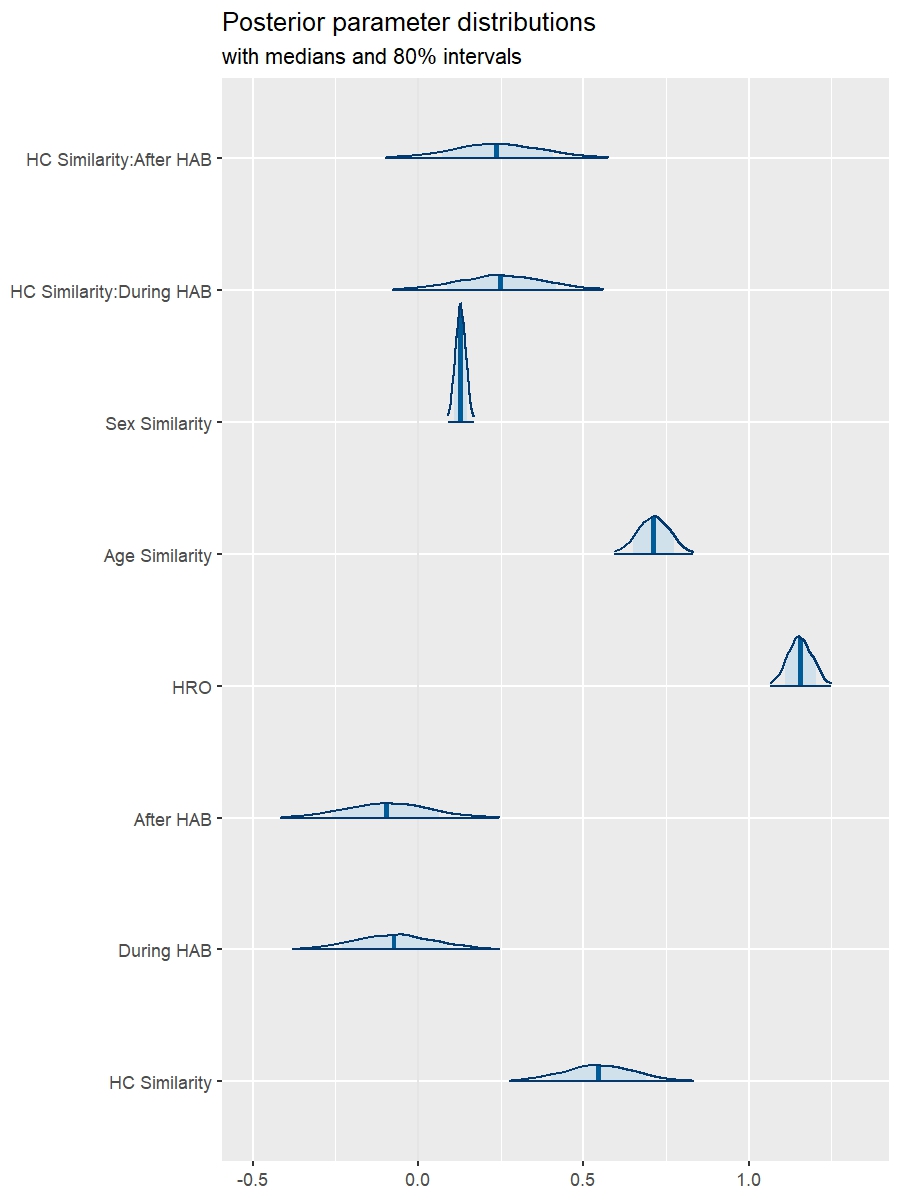 Posterior parameter distributions
with medians and 80% intervals
HC Similarity:After HAB
HC Similarity:During HAB
Sex Similarity
Age Similarity
HRO
After HAB
During HAB
HC Similarity
-0.5 0.0 0.5 1.0